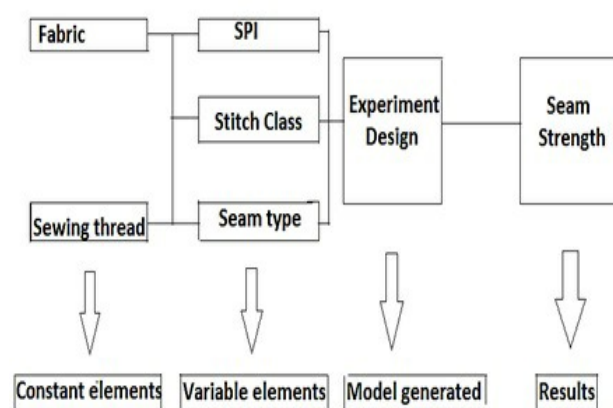 Fabric
SPI
Stitch Class
Experiment
Design
Seam
Strength
Sewing thread
Seam type
Constant elements
Variable elements
Model generated
Results